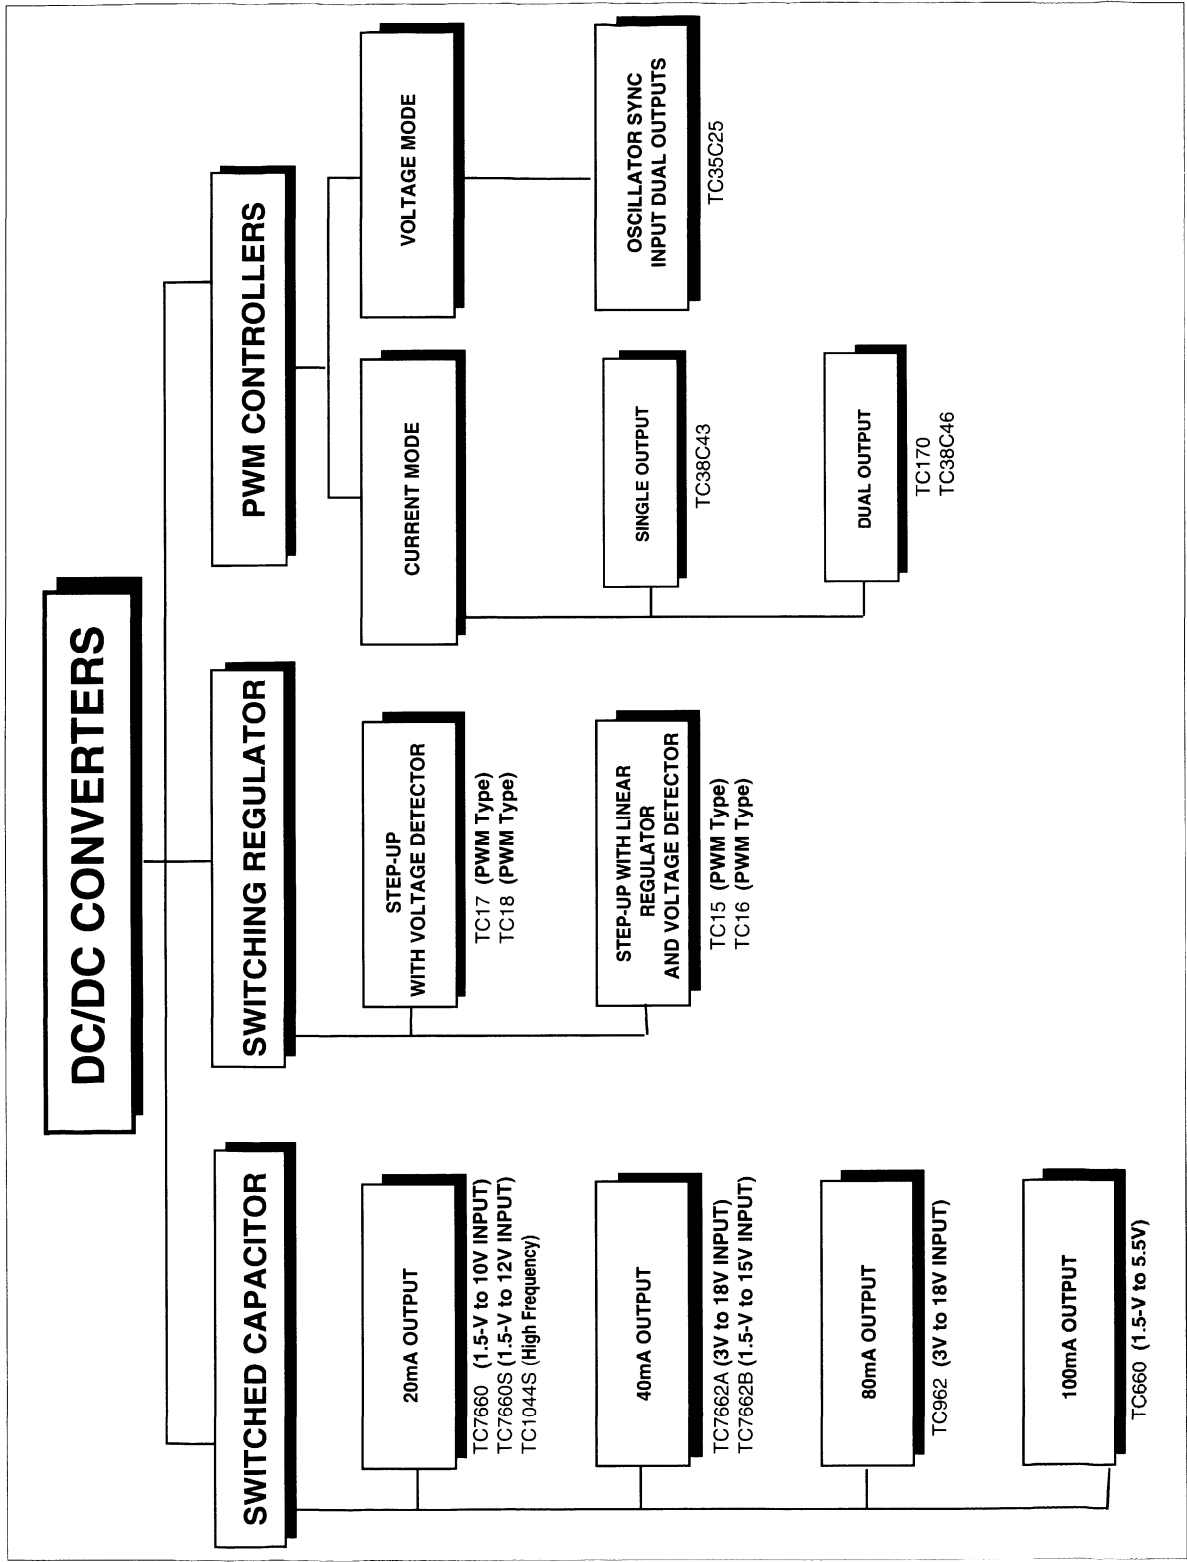 DC/DC CONVERTERS
SWITCHED CAPACITOR
20mA OUTPUT
TC7660 (1.5-V to 10V INPUT)
TC7660S (1.5-V to 12V INPUT)
TC1044S (High Frequency)
40mA OUTPUT
TC7662A (3V to 18V INPUT)
TC7662B (1.5-V to 15V INPUT)
80mA OUTPUT
TC962 (3V to 18V INPUT)
100mA OUTPUT
TC660 (1.5-V to 5.5V)
SWITCHING REGULATOR
STEP-UP
WITH VOLTAGE DETECTOR
TC17 (PWM Type)
TC18 (PWM Type)
STEP-UP WITH LINEAR
REGULATOR
AND VOLTAGE DETECTOR
TC15 (PWM Type)
TC16 (PWM Type)
PWM CONTROLLERS
CURRENT MODE
SINGLE OUTPUT
TC38C43
DUAL OUTPUT
TC170
TC38C46
VOLTAGE MODE
OSCILLATOR SYNC
INPUT DUAL OUTPUTS
TC35C25